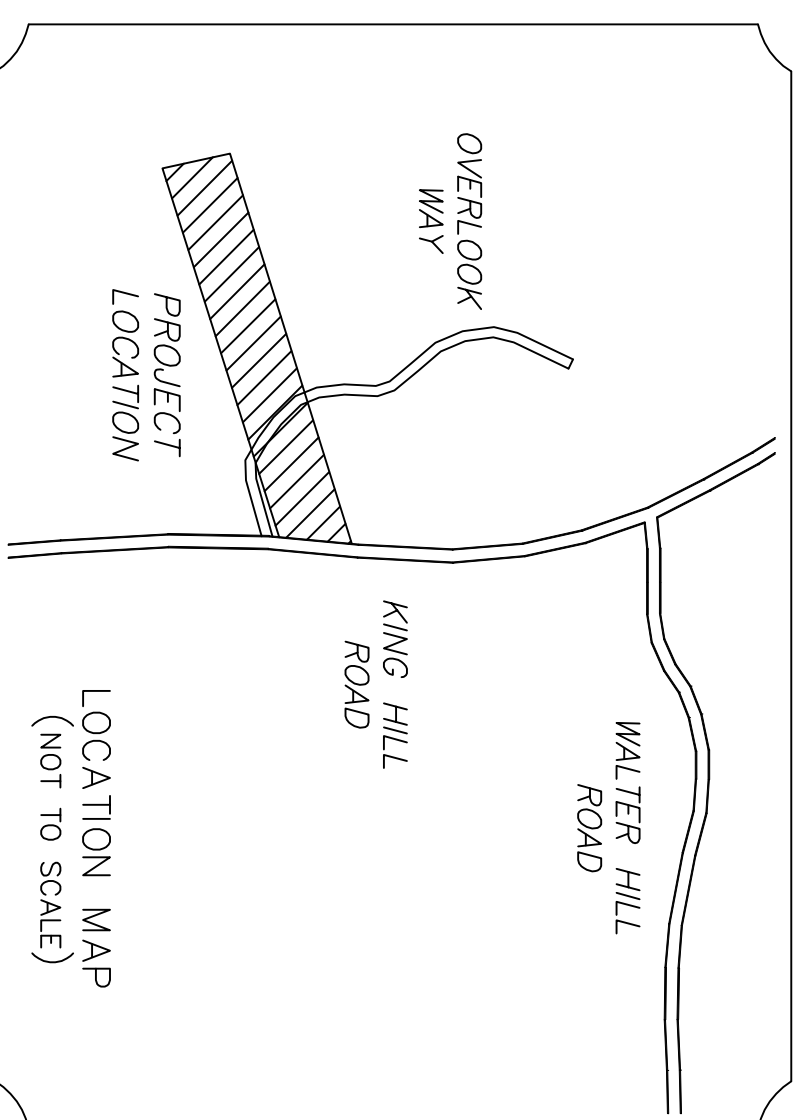 OVERLOOK
WAY
WALTER HILL
ROAD
KING HILL
ROAD
PROJECT
LOCATION
LOCATION MAP
(NOT TO SCALE)